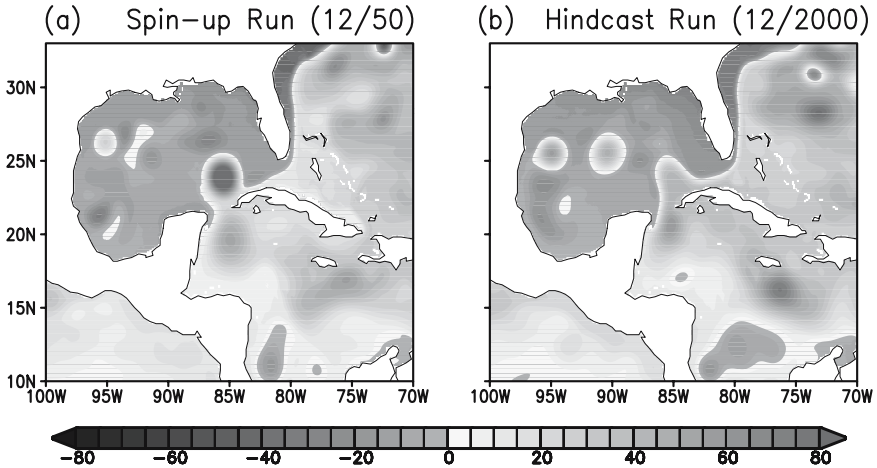 (a) Spin-up Run (12/50)
(b) Hindcast Run (12/2000)
30N
25N
20N
15N
10N
100W 95W 90W 85W 80W 75W 70W
100W 95W 90W 85W 80W 75W 70W
-80 -60 -40 -20 0 20 40 60 80